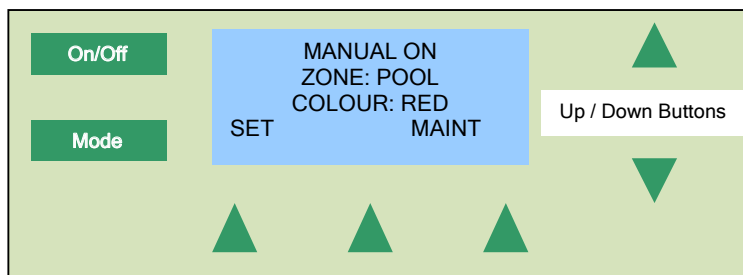 On/Off
Mode
MANUAL ON
ZONE: POOL
COLOUR: RED
SET MAINT
Up / Down Buttons